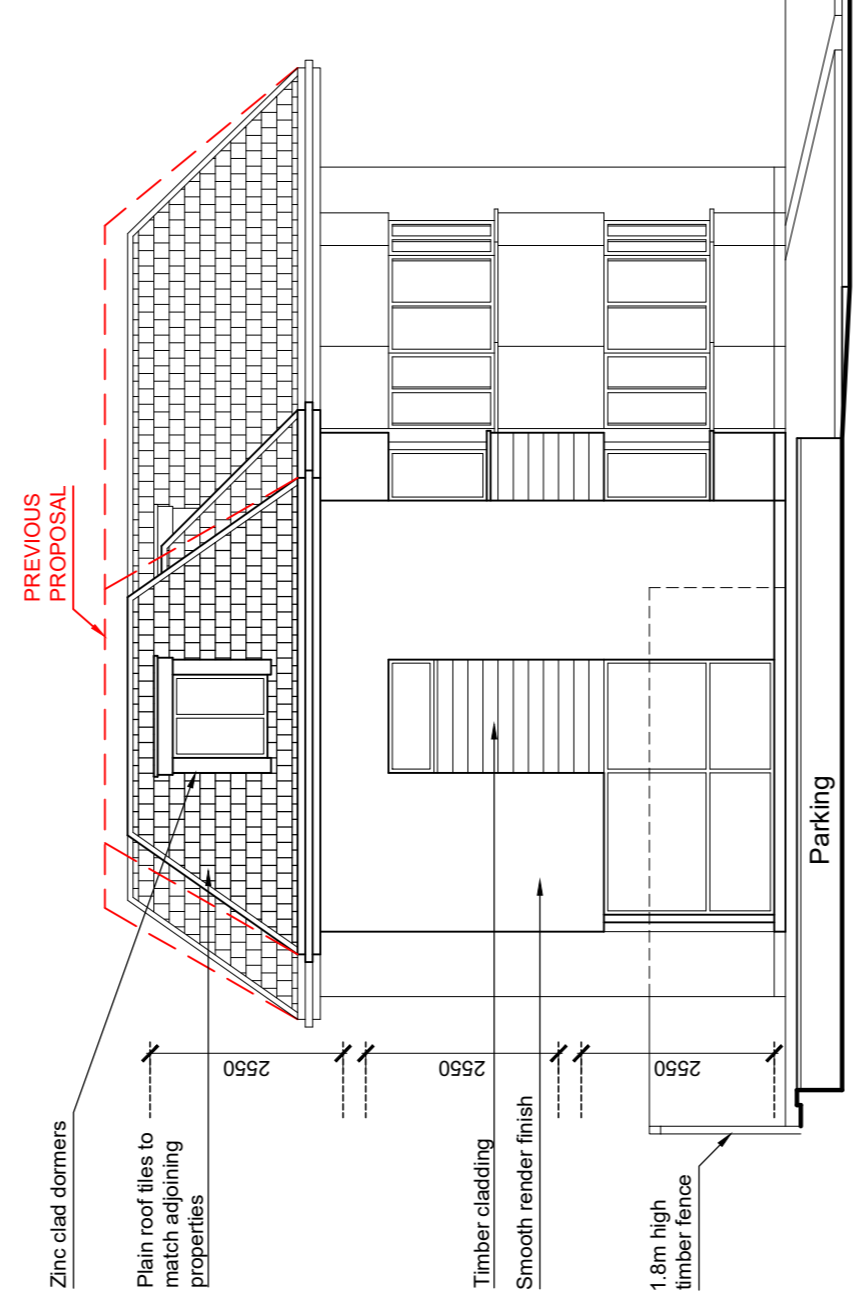 PREVIOUS
PROPOSAL
Zinc clad dormers
Plain roof tiles to
match adjoining
properties
2550
2550
2550
Timber cladding
Smooth render finish
1.8m high
timber fence
Parking